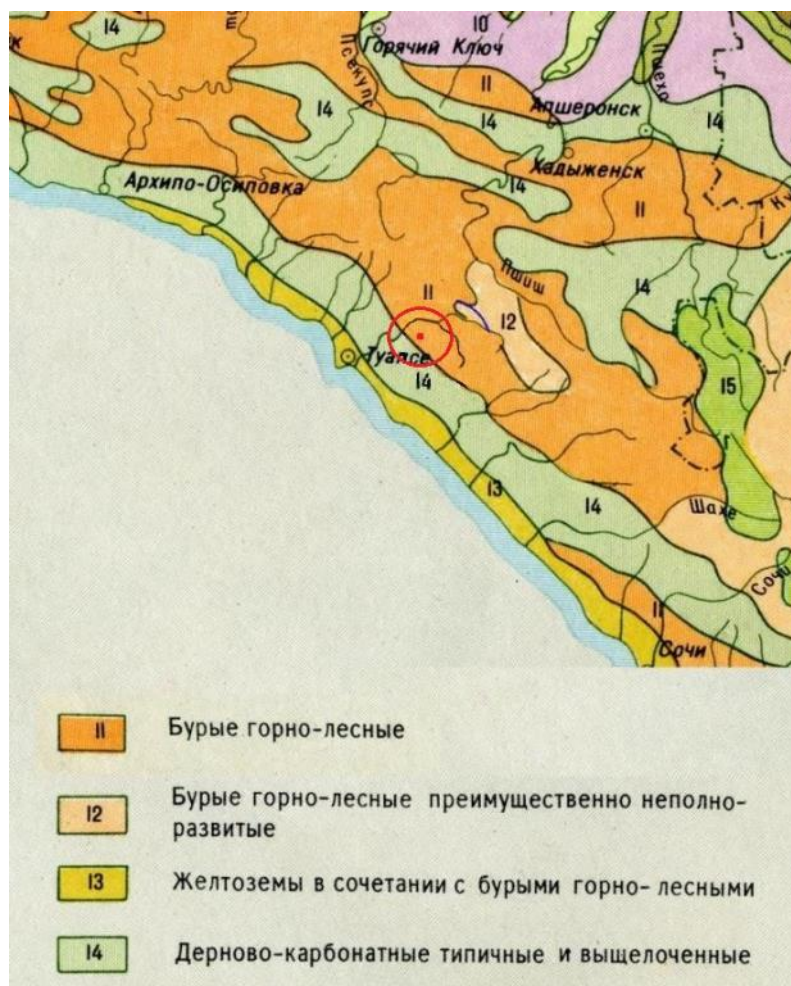 14
10
Горячий Ключ
Псекупс
Пшеха
11
14
14
Апшеронск
14
Хадыженск
14
Архипо-Осиповка
11
Пшиш
14
11
12
Туапсе
14
15
13
14
Шахе
Сочи
11
Сочи
11 Бурые горно-лесные
12 Бурые горно-лесные преимущественно неполно-
развитые
13 Желтоземы в сочетании с бурыми горно-лесными
14 Дерново-карбонатные типичные и выщелоченные